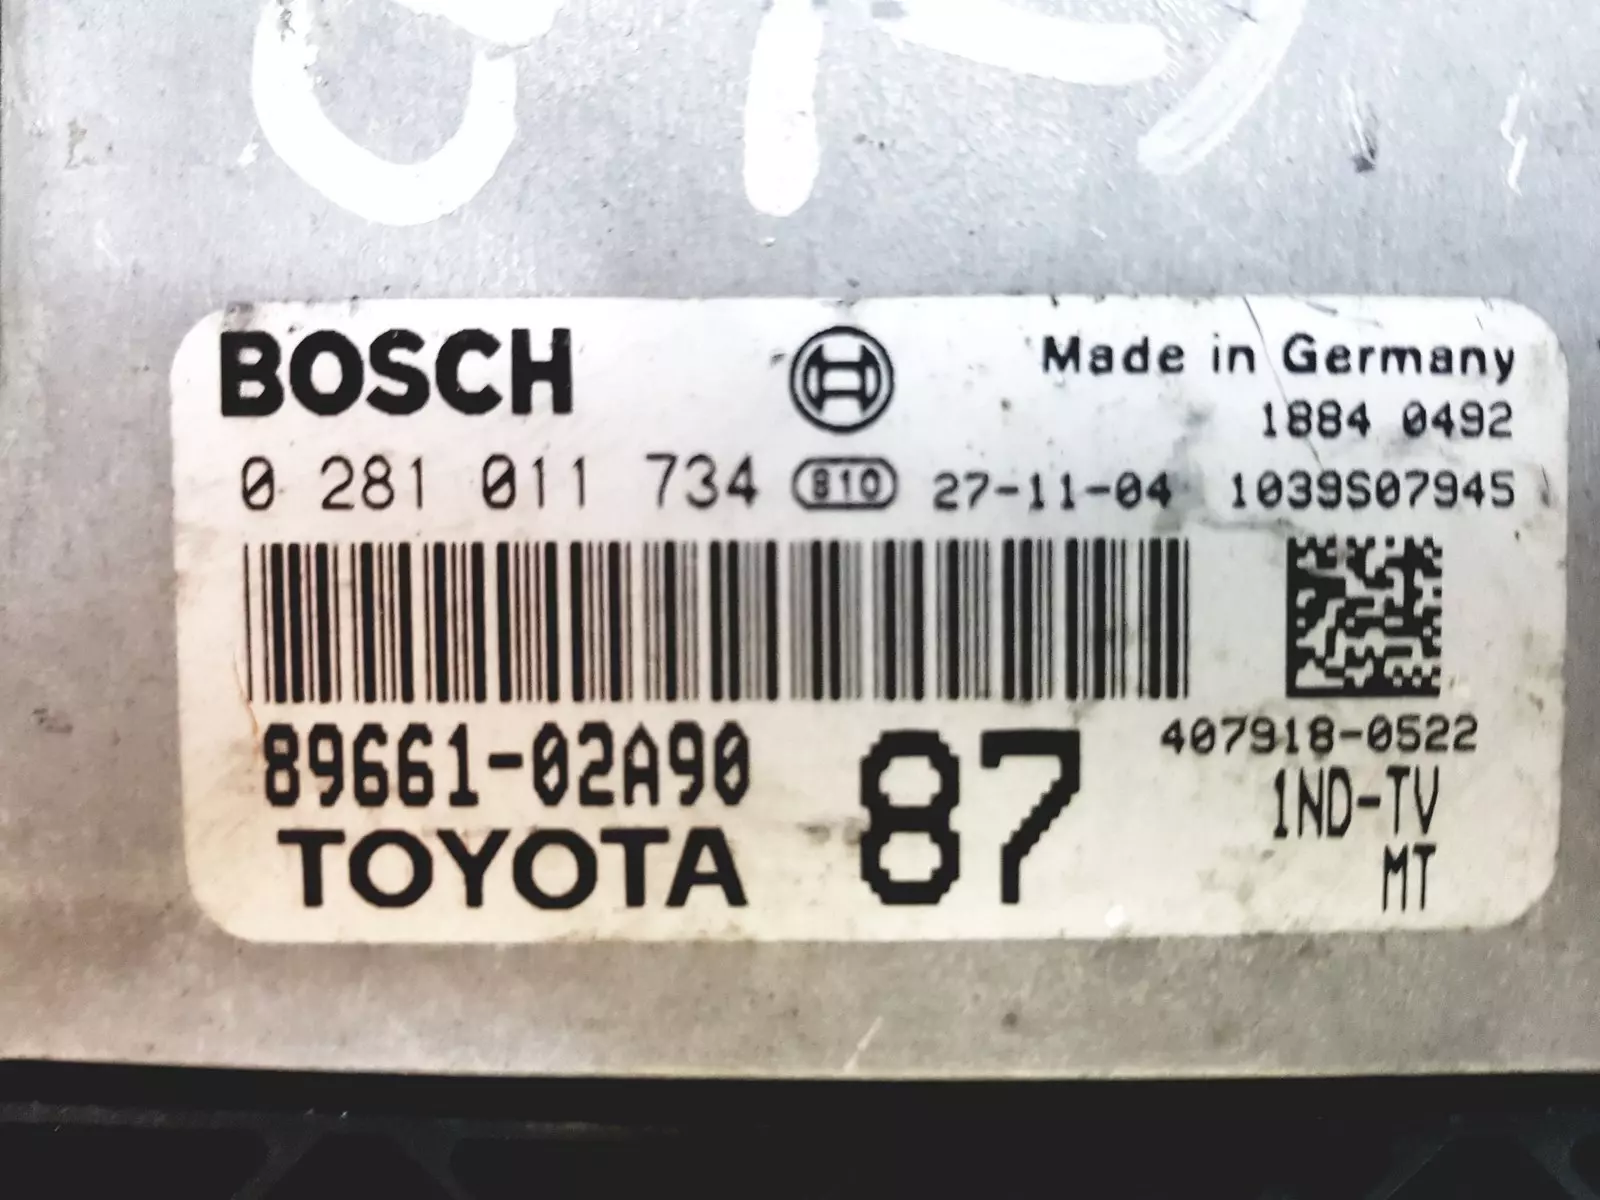 BOSCH
Made in Germany
1884 0492
0 281 011 734 810 27-11-04 1039S07945
407918-0522
89661-02A90 87
1ND-TV
TOYOTA
MT